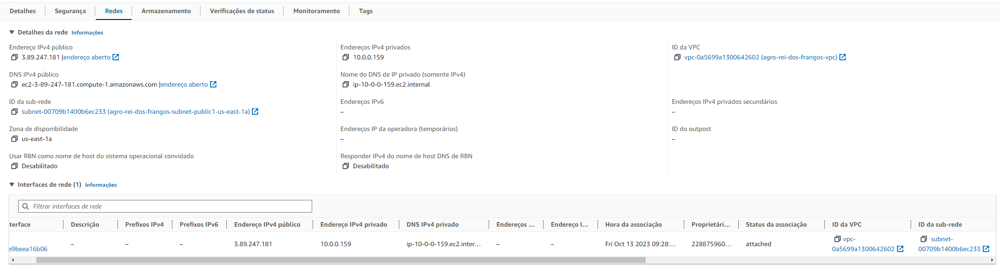 Detalhes Segurança Redes Armazenamento Verificações de status Monitoramento Tags
Detalhes da rede Informações
Endereço IPv4 público
3.89.247.181 |endereço aberto
Endereços IPv4 privados
10.0.0.159
ID da VPC
vpc-0a5699a1300642602 (agro-rei-dos-frangos-vpc)
DNS IPv4 público
ec2-3-89-247-181.compute-1.amazonaws.com |endereço aberto
Nome do DNS de IP privado (somente IPv4)
ip-10-0-0-159.ec2.internal
ID da sub-rede
subnet-00709b1400b6ec233 (agro-rei-dos-frangos-subnet-public1-us-east-1a)
Endereços IPv6
–
Endereços IPv4 privados secundários
–
Zona de disponibilidade
us-east-1a
Endereços IP da operadora (temporários)
–
ID do outpost
–
Usar RBN como nome de host do sistema operacional convidado
Desabilitado
Responder IPv4 do nome de host DNS de RBN
Desabilitado
Interfaces de rede (1) Informações
Filtrar interfaces de rede
terface Descrição Prefixos IPv4 Prefixos IPv6 Endereço IPv4 público Endereço IPv4 privado DNS IPv4 privado Endereços ... Endereço I... Hora da associação Proprietári... Status da associação ID da VPC ID da sub-rede
e9beea16b06 – – – 3.89.247.181 10.0.0.159 ip-10-0-0-159.ec2.inter... – – Fri Oct 13 2023 09:28:... 228875960... attached vpc-0a5699a1300642602 subnet-00709b1400b6ec233